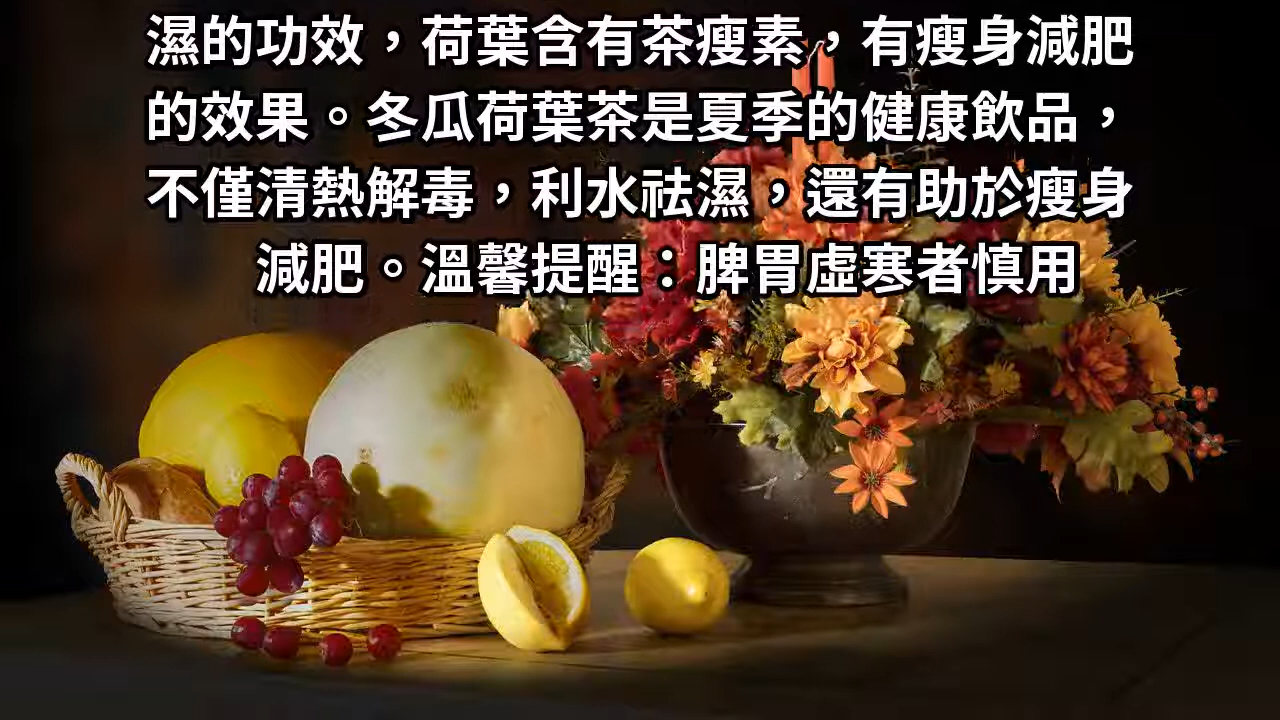 濕的功效，荷葉含有茶瘦素，有瘦身減肥
的效果。冬瓜荷葉茶是夏季的健康飲品，
不僅清熱解毒，利水祛濕，還有助於瘦身
減肥。溫馨提醒：脾胃虛寒者慎用